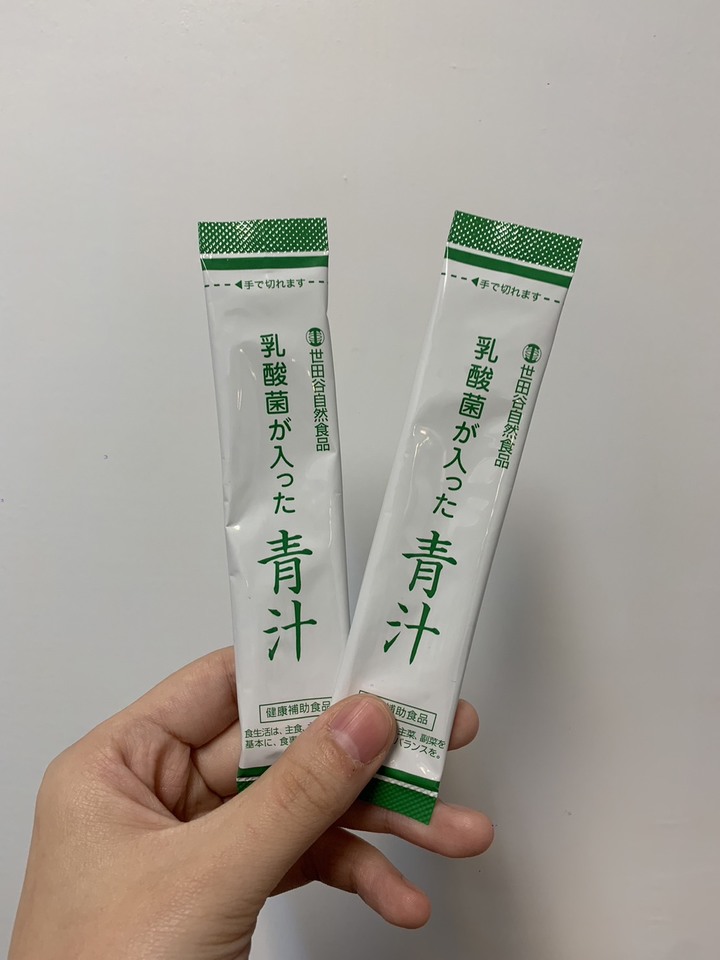 手で切れます
世田谷自然食品
乳酸菌が入った
青汁
健康補助食品
食生活は、主食、
基本に、食
手で切れます
世田谷自然食品
乳酸菌が入った
青汁
補助食品
主菜、副菜を
バランスを。